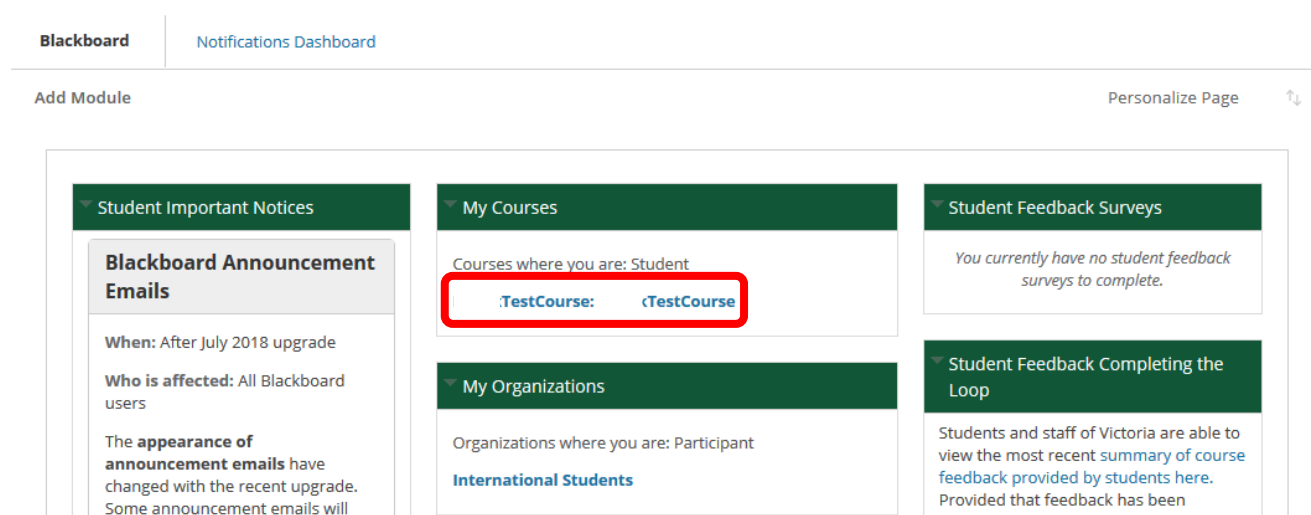 Blackboard
Notifications Dashboard
Add Module
Personalize Page
Student Important Notices
Blackboard Announcement
Emails
When: After July 2018 upgrade
Who is affected: All Blackboard
users
The appearance of
announcement emails have
changed with the recent upgrade.
Some announcement emails will
My Courses
Courses where you are: Student
TestCourse: TestCourse
My Organizations
Organizations where you are: Participant
International Students
Student Feedback Surveys
You currently have no student feedback
surveys to complete.
Student Feedback Completing the
Loop
Students and staff of Victoria are able to
view the most recent summary of course
feedback provided by students here.
Provided that feedback has been